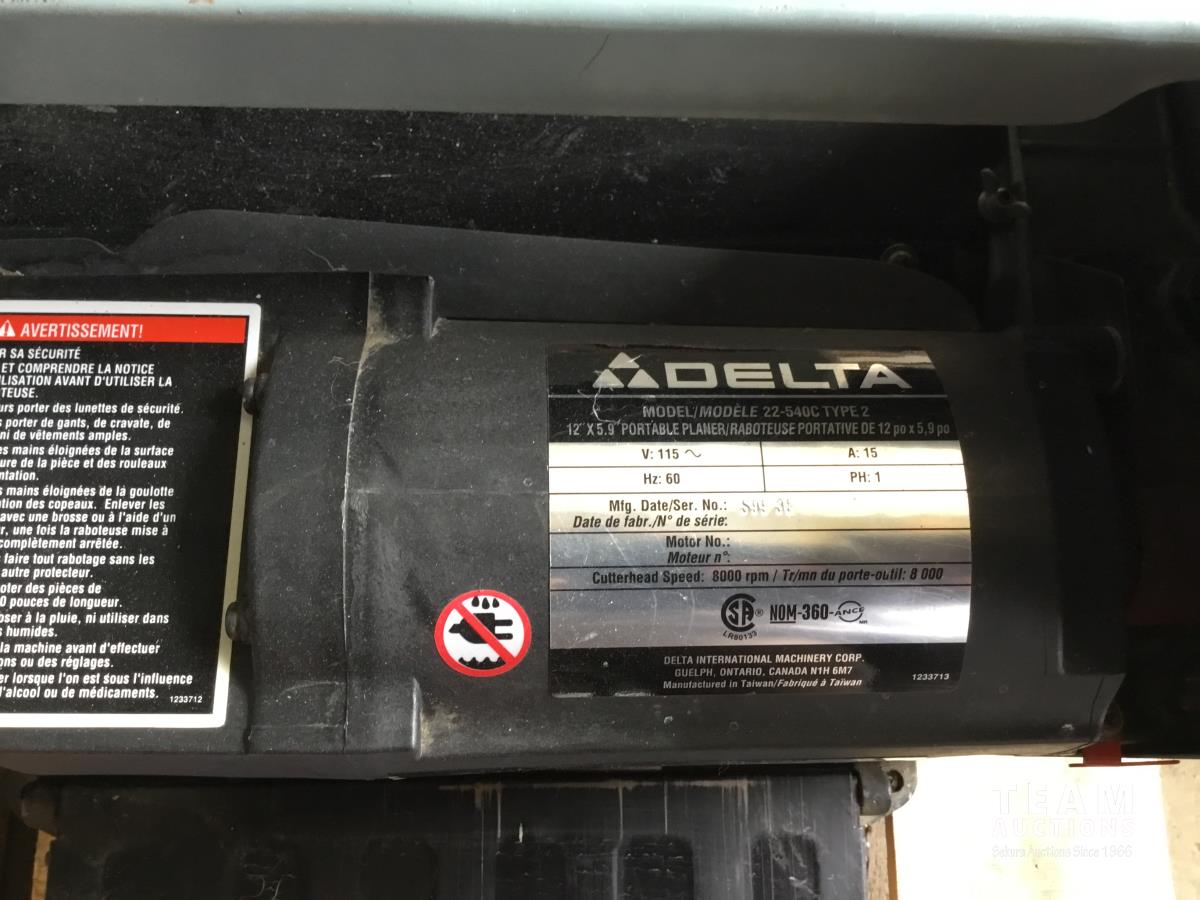 AVERTISSEMENT!
R SA SÉCURITÉ
ET COMPRENDRE LA NOTICE
ILISATION AVANT D'UTILISER LA
TEUSE.
urs porter des lunettes de sécurité.
s porter de gants, de cravate, de
ni de vêtements amples.
es mains éloignées de la surface
ure de la pièce et des rouleaux
ntation.
s mains éloignées de la goulotte
tion des copeaux. Enlever les
avec une brosse ou à l'aide d'un
r, une fois la raboteuse mise à
complètement arrêtée.
faire tout rabotage sans les
autre protecteur.
oter des pièces de
0 pouces de longueur.
oser à la pluie, ni utiliser dans
s humides.
la machine avant d'effectuer
ons ou des réglages.
er lorsque l'on est sous l'influence
l'alcool ou de médicaments.
1233712
DELTA
MODEL/MODÈLE 22-540C TYPE 2
12" X 5.9" PORTABLE PLANER/RABOTEUSE PORTATIVE DE 12 po x 5,9 po
V: 115 ~ A: 15
Hz: 60 PH: 1
Mfg. Date/Ser. No.:
Date de fabr./N° de série:
Motor No.:
Moteur n°:
Cutterhead Speed: 8000 rpm / Tr/mn du porte-outil: 8 000
SA ® NOM-360-ANCE
LR80133
DELTA INTERNATIONAL MACHINERY CORP.
GUELPH, ONTARIO, CANADA N1H 6M7
Manufactured in Taiwan/Fabriqué à Taïwan
1233713
TEAM
AUCTIONS
Sekura Auctions Since 1966